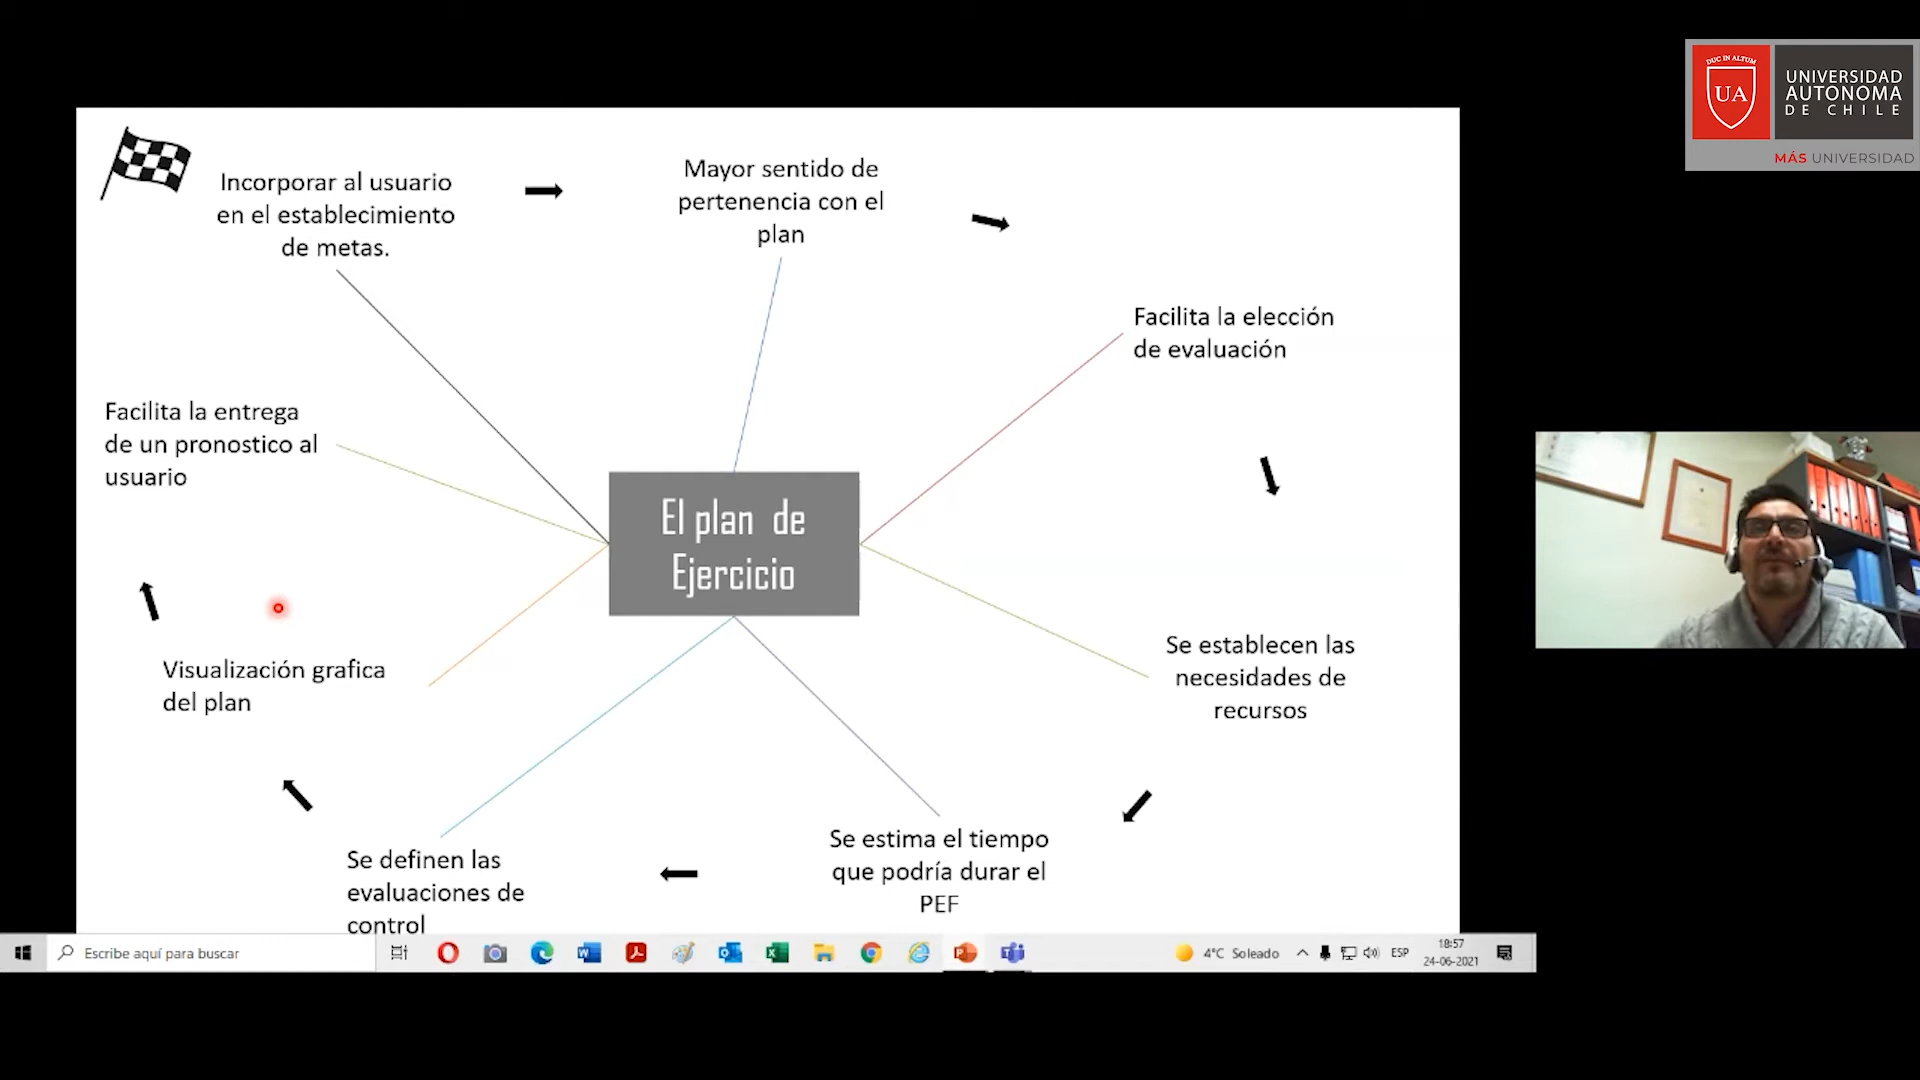 DUC IN ALTUM
UA
UNIVERSIDAD
AUTONOMA
DE CHILE
MÁS UNIVERSIDAD
Incorporar al usuario
en el establecimiento
de metas.
Mayor sentido de
pertenencia con el
plan
Facilita la elección
de evaluación
Facilita la entrega
de un pronostico al
usuario
El plan de
Ejercicio
Se establecen las
necesidades de
recursos
Visualización grafica
del plan
Se estima el tiempo
que podría durar el
PEF
Se definen las
evaluaciones de
control
Escribe aquí para buscar
4°C Soleado
ESP
18:57
24-06-2021